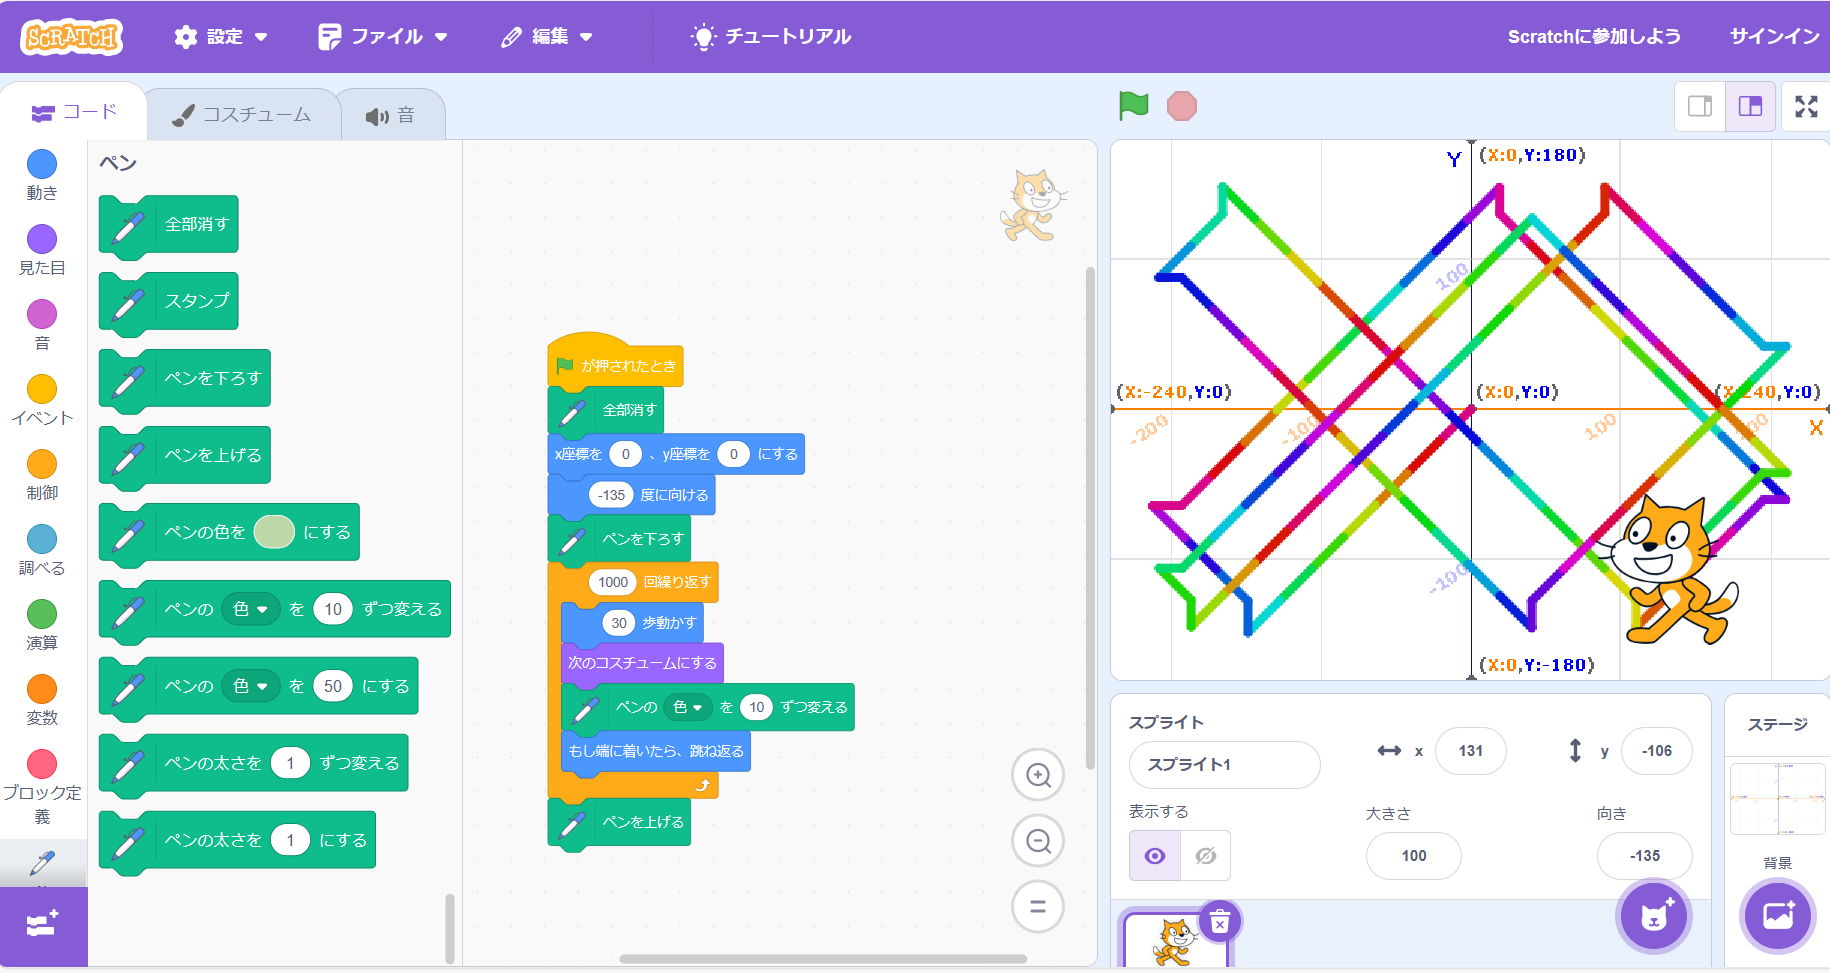 SCRATCH
設定
ファイル
編集
チュートリアル
Scratchに参加しよう
サインイン
コード
コスチューム
音
動き
見た目
音
イベント
制御
調べる
演算
変数
ブロック定義
ペン
全部消す
スタンプ
ペンを下ろす
ペンを上げる
ペンの色を にする
ペンの 色 を 10 ずつ変える
ペンの 色 を 50 にする
ペンの太さを 1 ずつ変える
ペンの太さを 1 にする
が押されたとき
全部消す
x座標を 0 、y座標を 0 にする
-135 度に向ける
ペンを下ろす
1000 回繰り返す
30 歩動かす
次のコスチュームにする
ペンの 色 を 10 ずつ変える
もし端に着いたら、跳ね返る
ペンを上げる
Y
(X:0,Y:180)
100
(X:-240,Y:0)
(X:0,Y:0)
(X:240,Y:0)
-200
-100
100
X
-100
(X:0,Y:-180)
スプライト
スプライト1
x 131
y -106
表示する
大きさ
100
向き
-135
ステージ
背景